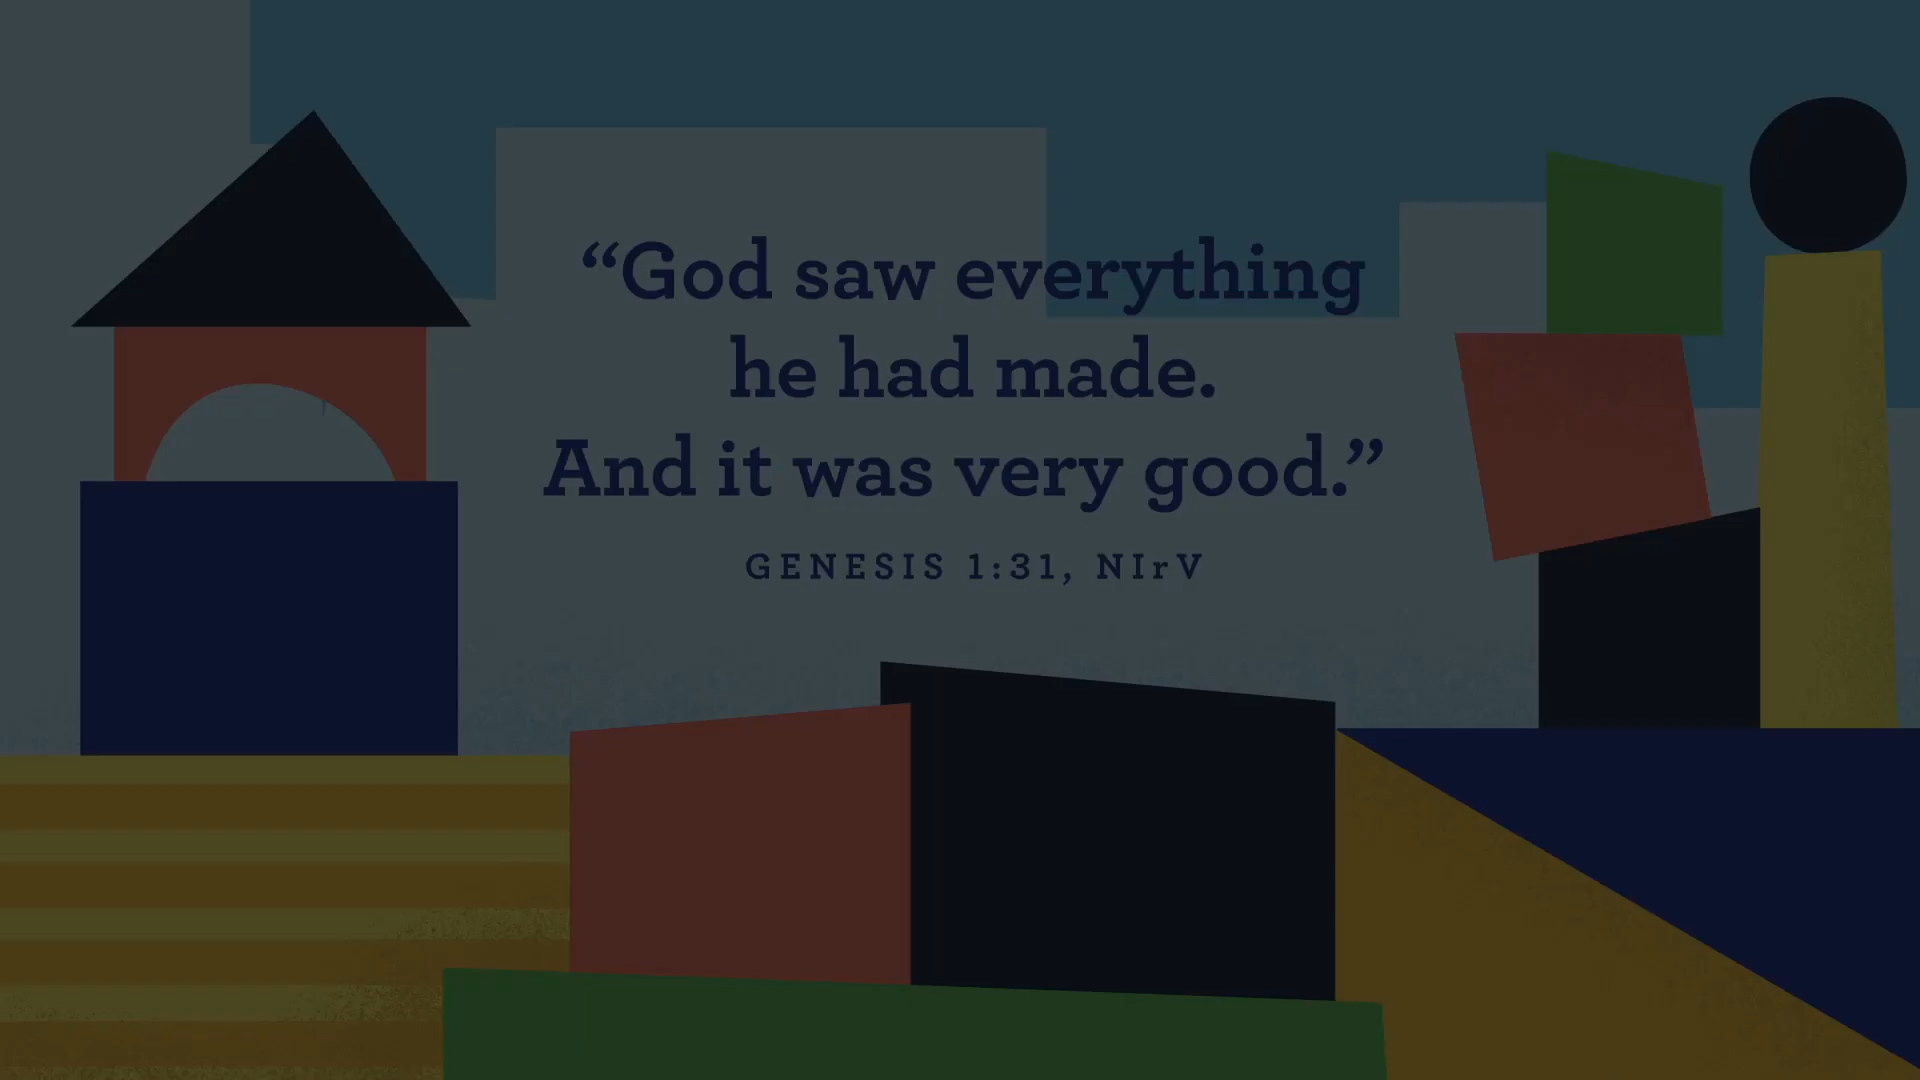 “God saw everything
he had made.
And it was very good.”
GENESIS 1:31, NIrV